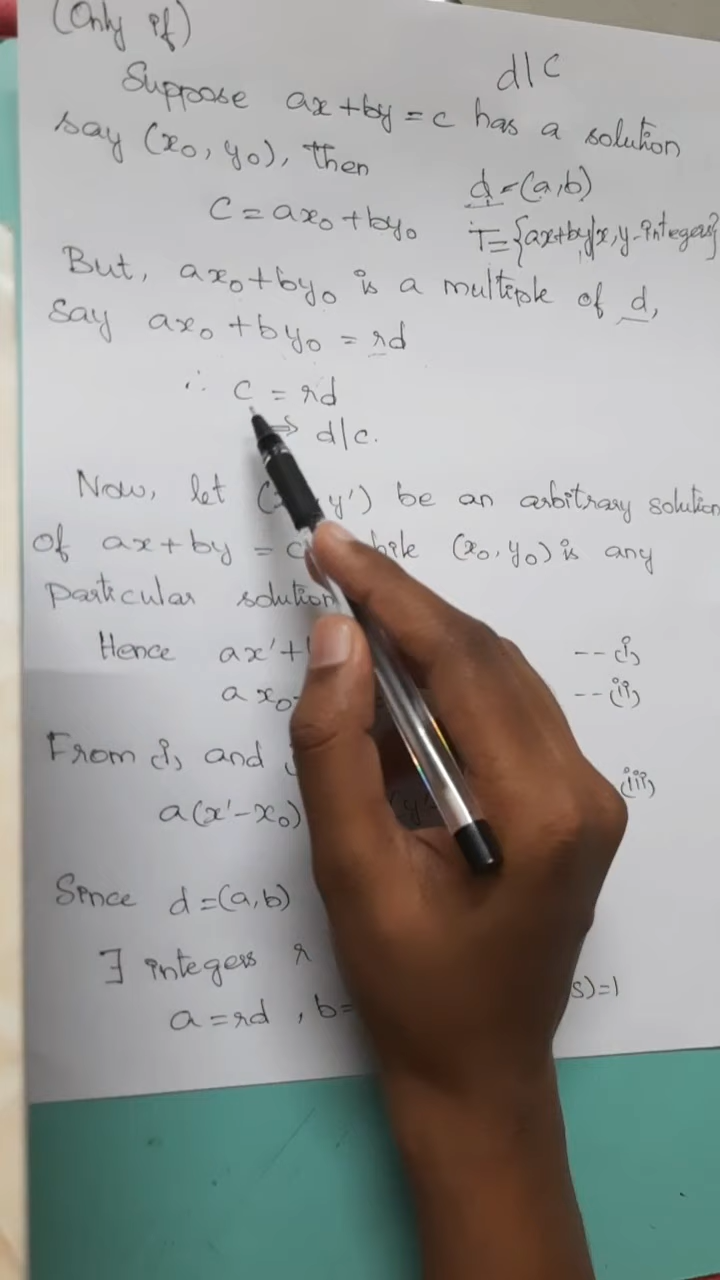 (Only if)
d|c
Suppose ax+by=c has a solution
say (x₀, y₀), then
d=(a,b)
c=ax₀+by₀
T={ax+by|x,y-integers}
But, ax₀+by₀ is a multiple of d,
say ax₀+by₀=rd
∴ c = rd
⇒ d|c.
Now, let ( y') be an arbitrary solution
of ax+by = c (x₀,y₀) is any
particular solution
Hence ax'+ --(i)
ax₀ --(ii)
From (i) and
a(x'-x₀) (iii)
Since d=(a,b)
∃ integers r
a=rd, b= s)=1